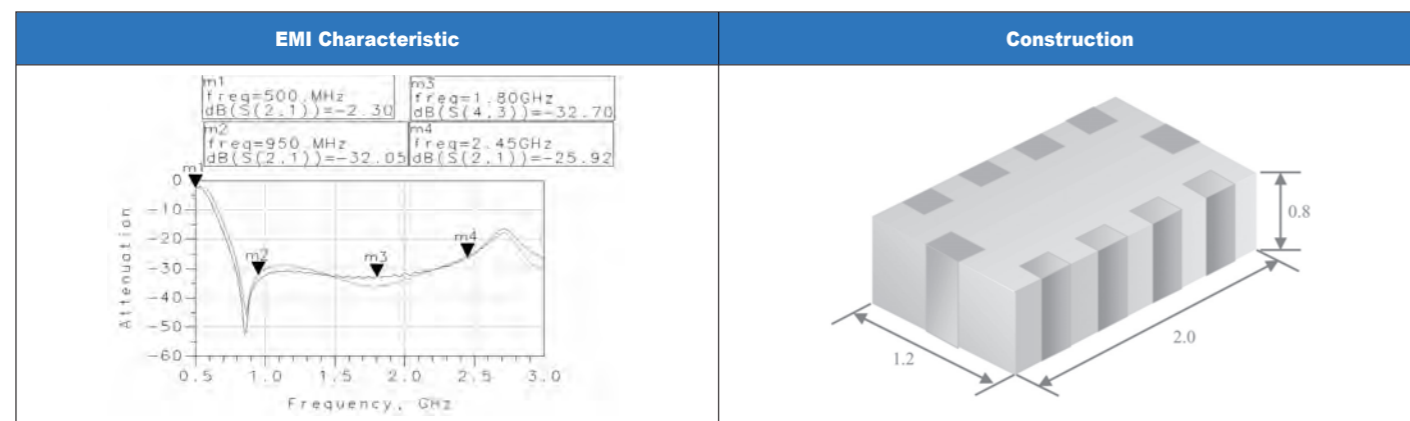 EMI Characteristic
Construction
m1
freq=500.MHz
dB(S(2,1))=-2.30
m3
freq=1.80GHz
dB(S(4,3))=-32.70
m2
freq=950.MHz
dB(S(2,1))=-32.05
m4
freq=2.45GHz
dB(S(2,1))=-25.92
m1
0
-10
-20
-30
-40
-50
-60
m2
m3
m4
Attenuation
0.5
1.0
1.5
2.0
2.5
3.0
Frequency, GHz
0.8
2.0
1.2